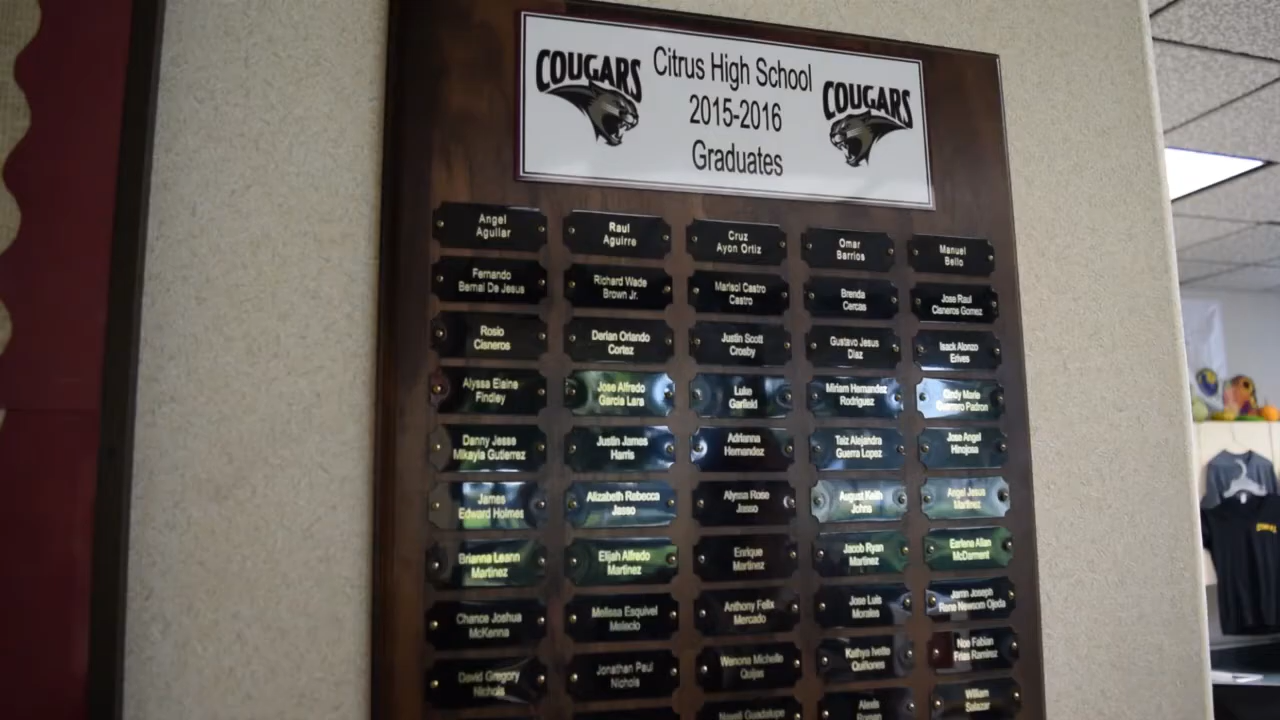 COUGARS
Citrus High School
2015-2016
Graduates
COUGARS
Angel
Aguilar
Raul
Aguirre
Cruz
Ayon Ortiz
Omar
Barrios
Manuel
Bello
Fernando
Bernal De Jesus
Richard Wade
Brown Jr.
Marisol Castro
Castro
Brenda
Cercas
Jose Raul
Cisneros Gomez
Rosio
Cisneros
Derian Orlando
Cortez
Justin Scott
Crosby
Gustavo Jesus
Diaz
Isack Alonzo
Erives
Alyssa Elaine
Findley
Jose Alfredo
Garcia Lara
Luke
Garfield
Miriam Hernandez
Rodriguez
Cindy Marie
Guerrero Padron
Danny Jesse
Mikayla Gutierrez
Justin James
Harris
Adrianna
Hernandez
Taiz Alejandra
Guerra Lopez
Jose Angel
Hinojosa
James
Edward Holmes
Alizabeth Rebecca
Jasso
Alyssa Rose
Jasso
August Keith
Johns
Angel Jesus
Martinez
Brianna Leann
Martinez
Elijah Alfredo
Martinez
Enrique
Martinez
Jacob Ryan
Martinez
Earlene Allan
McDarment
Chance Joshua
McKenna
Melissa Esquivel
Melecio
Anthony Felix
Mercado
Jose Luis
Morales
Jarrin Joseph
Rene Newsom Ojeda
David Gregory
Nichols
Jonathan Paul
Nichols
Wenona Michelle
Quijas
Kathya Ivette
Quiñones
Noe Fabian
Frias Ramirez
Guadalupe
Alexis
Roman
William
Salazar